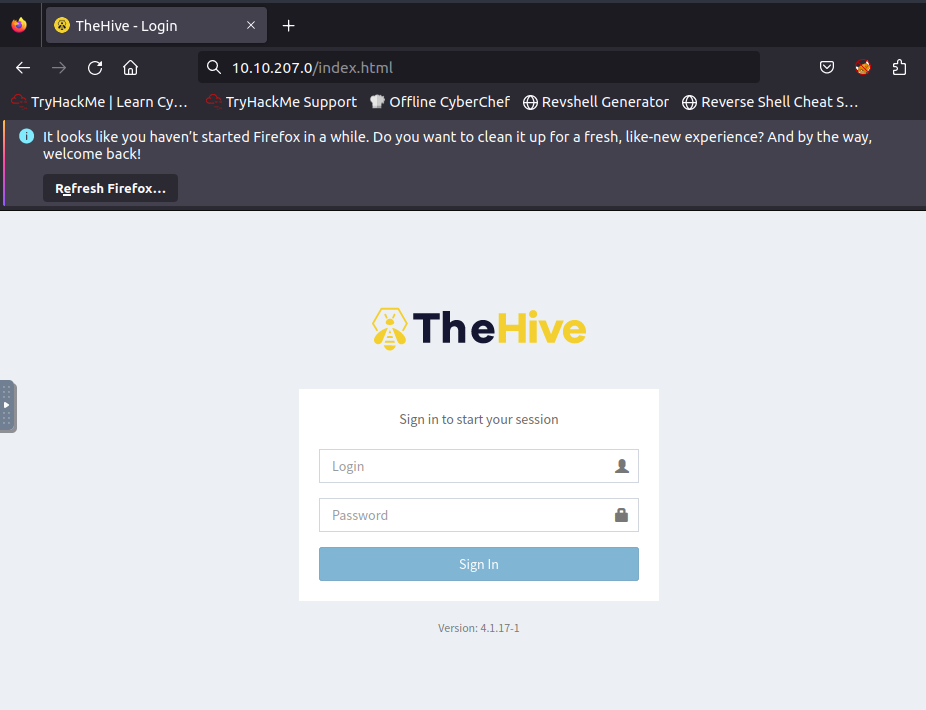 TheHive - Login
10.10.207.0/index.html
TryHackMe | Learn Cy... TryHackMe Support Offline CyberChef Revshell Generator Reverse Shell Cheat S...
It looks like you haven't started Firefox in a while. Do you want to clean it up for a fresh, like-new experience? And by the way,
welcome back!
Refresh Firefox...
TheHive
Sign in to start your session
Login
Password
Sign In
Version: 4.1.17-1